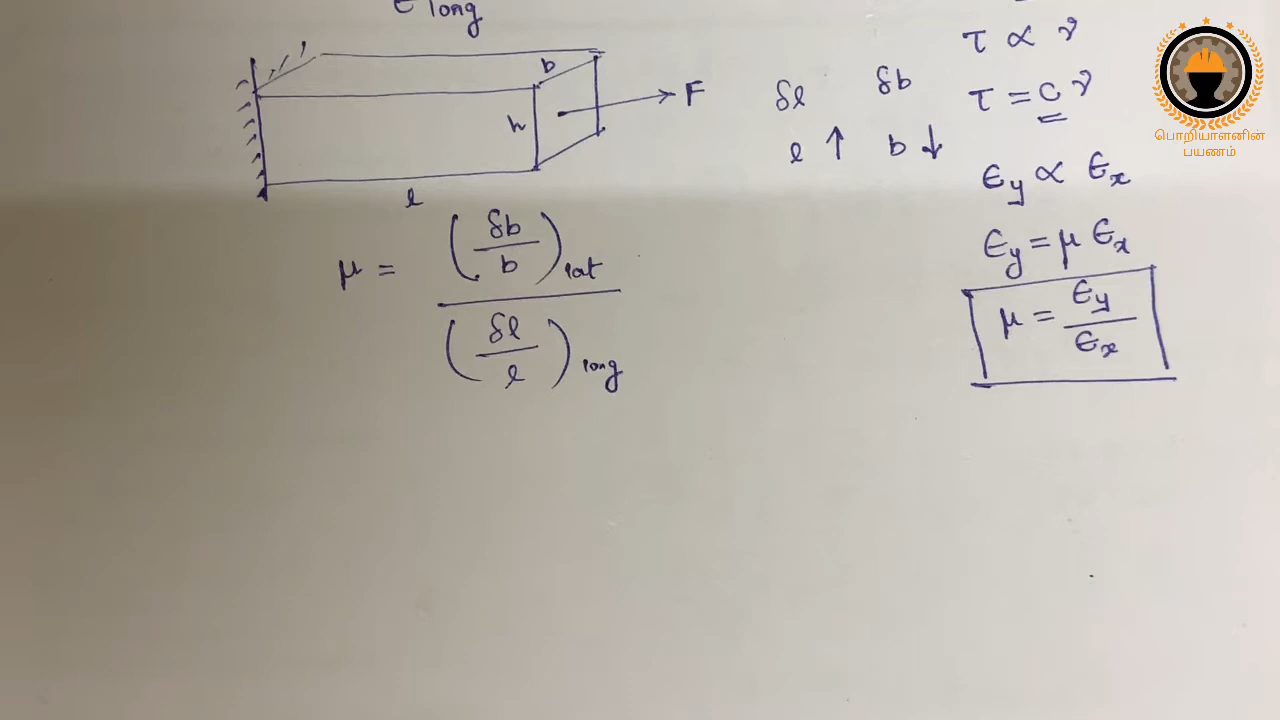 ϵ long
b
h
F
l
δl δb
l ↑ b ↓
τ ∝ γ
τ = C γ
ϵy ∝ ϵx
ϵy = μ ϵx
μ = ϵy / ϵx
μ = (δb / b)lat / (δl / l)long
பொறியாளனின்
பயணம்